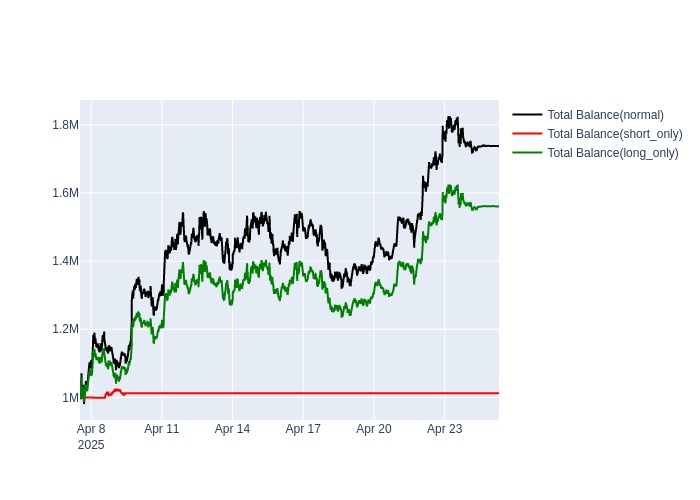 1.8M
1.6M
1.4M
1.2M
1M
Apr 8
2025
Apr 11
Apr 14
Apr 17
Apr 20
Apr 23
Total Balance(normal)
Total Balance(short_only)
Total Balance(long_only)